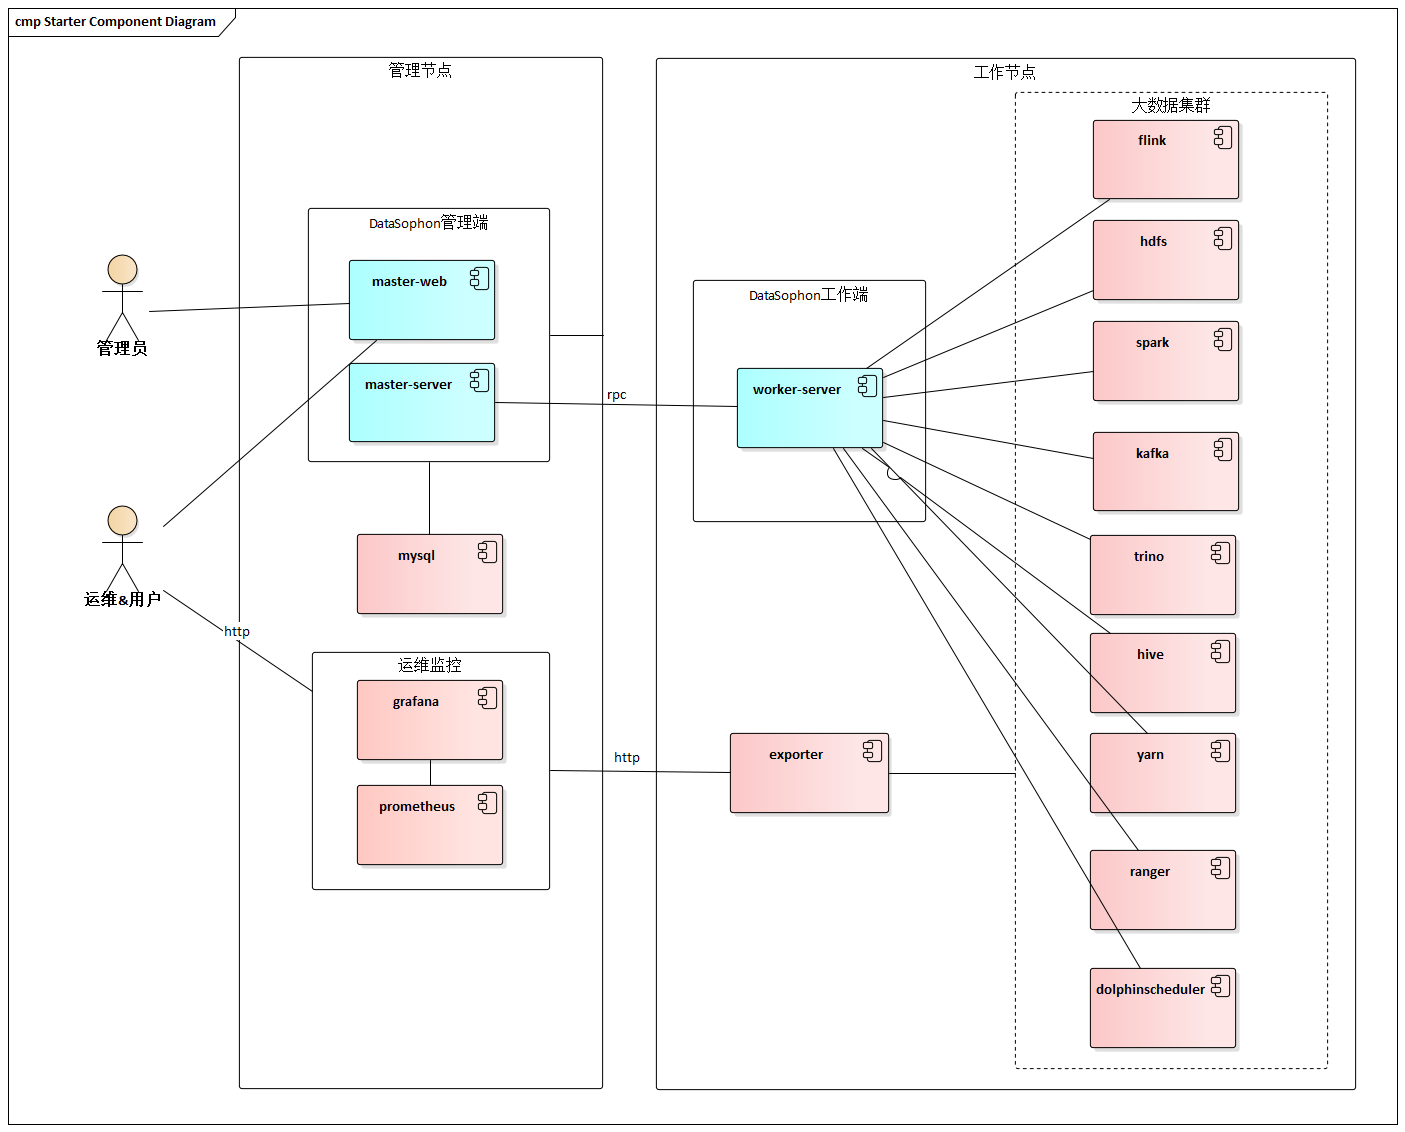 cmp Starter Component Diagram
管理节点
DataSophon管理端
master-web
master-server
管理员
运维&用户
http
mysql
运维监控
grafana
prometheus
rpc
http
工作节点
DataSophon工作端
worker-server
exporter
大数据集群
flink
hdfs
spark
kafka
trino
hive
yarn
ranger
dolphinscheduler